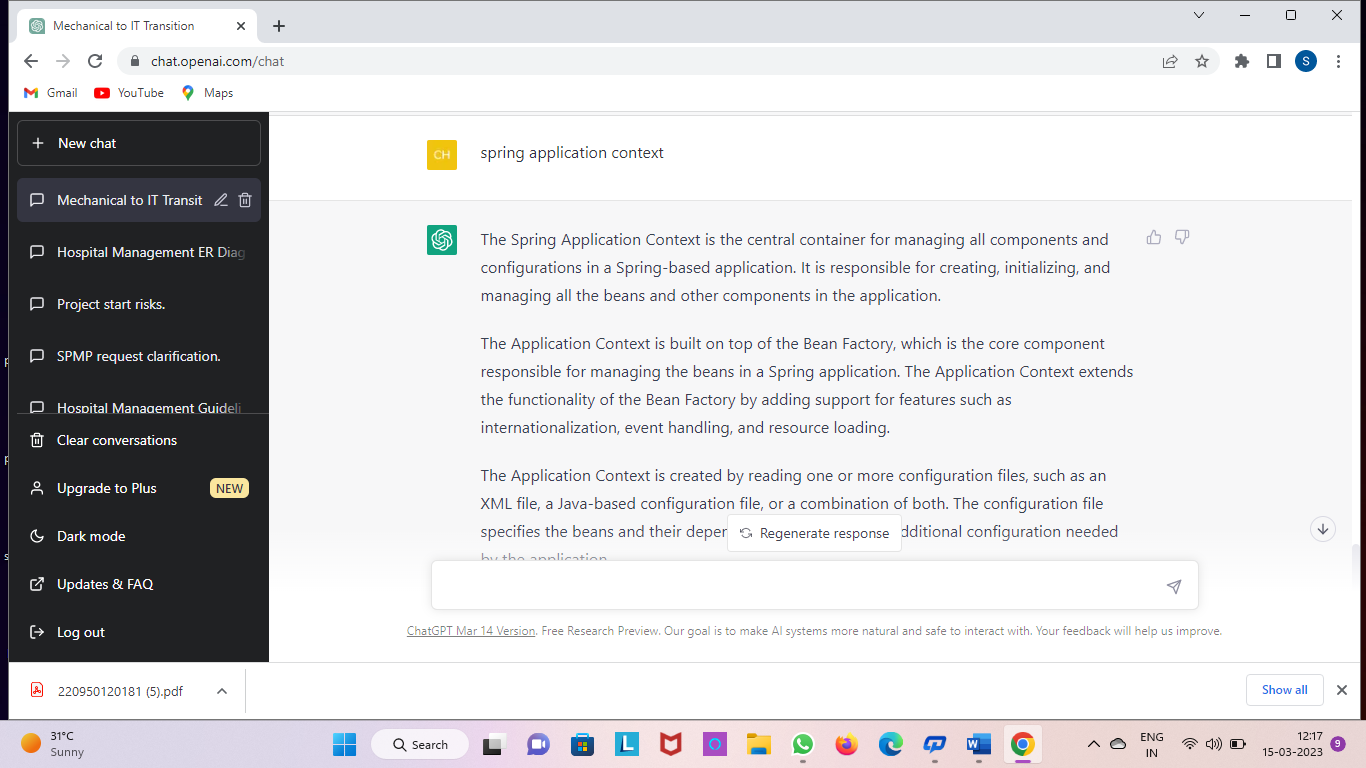 Mechanical to IT Transition
chat.openai.com/chat
S
Gmail
YouTube
Maps
New chat
Mechanical to IT Transit
Hospital Management ER Diag
Project start risks.
SPMP request clarification.
Hospital Management Guideli
Clear conversations
Upgrade to Plus NEW
Dark mode
Updates & FAQ
Log out
CH
spring application context
The Spring Application Context is the central container for managing all components and
configurations in a Spring-based application. It is responsible for creating, initializing, and
managing all the beans and other components in the application.
The Application Context is built on top of the Bean Factory, which is the core component
responsible for managing the beans in a Spring application. The Application Context extends
the functionality of the Bean Factory by adding support for features such as
internationalization, event handling, and resource loading.
The Application Context is created by reading one or more configuration files, such as an
XML file, a Java-based configuration file, or a combination of both. The configuration file
specifies the beans and their deper
dditional configuration needed
by the application.
Regenerate response
ChatGPT Mar 14 Version. Free Research Preview. Our goal is to make AI systems more natural and safe to interact with. Your feedback will help us improve.
220950120181 (5).pdf
Show all
31°C
Sunny
Search
ENG
IN
12:17
15-03-2023
9